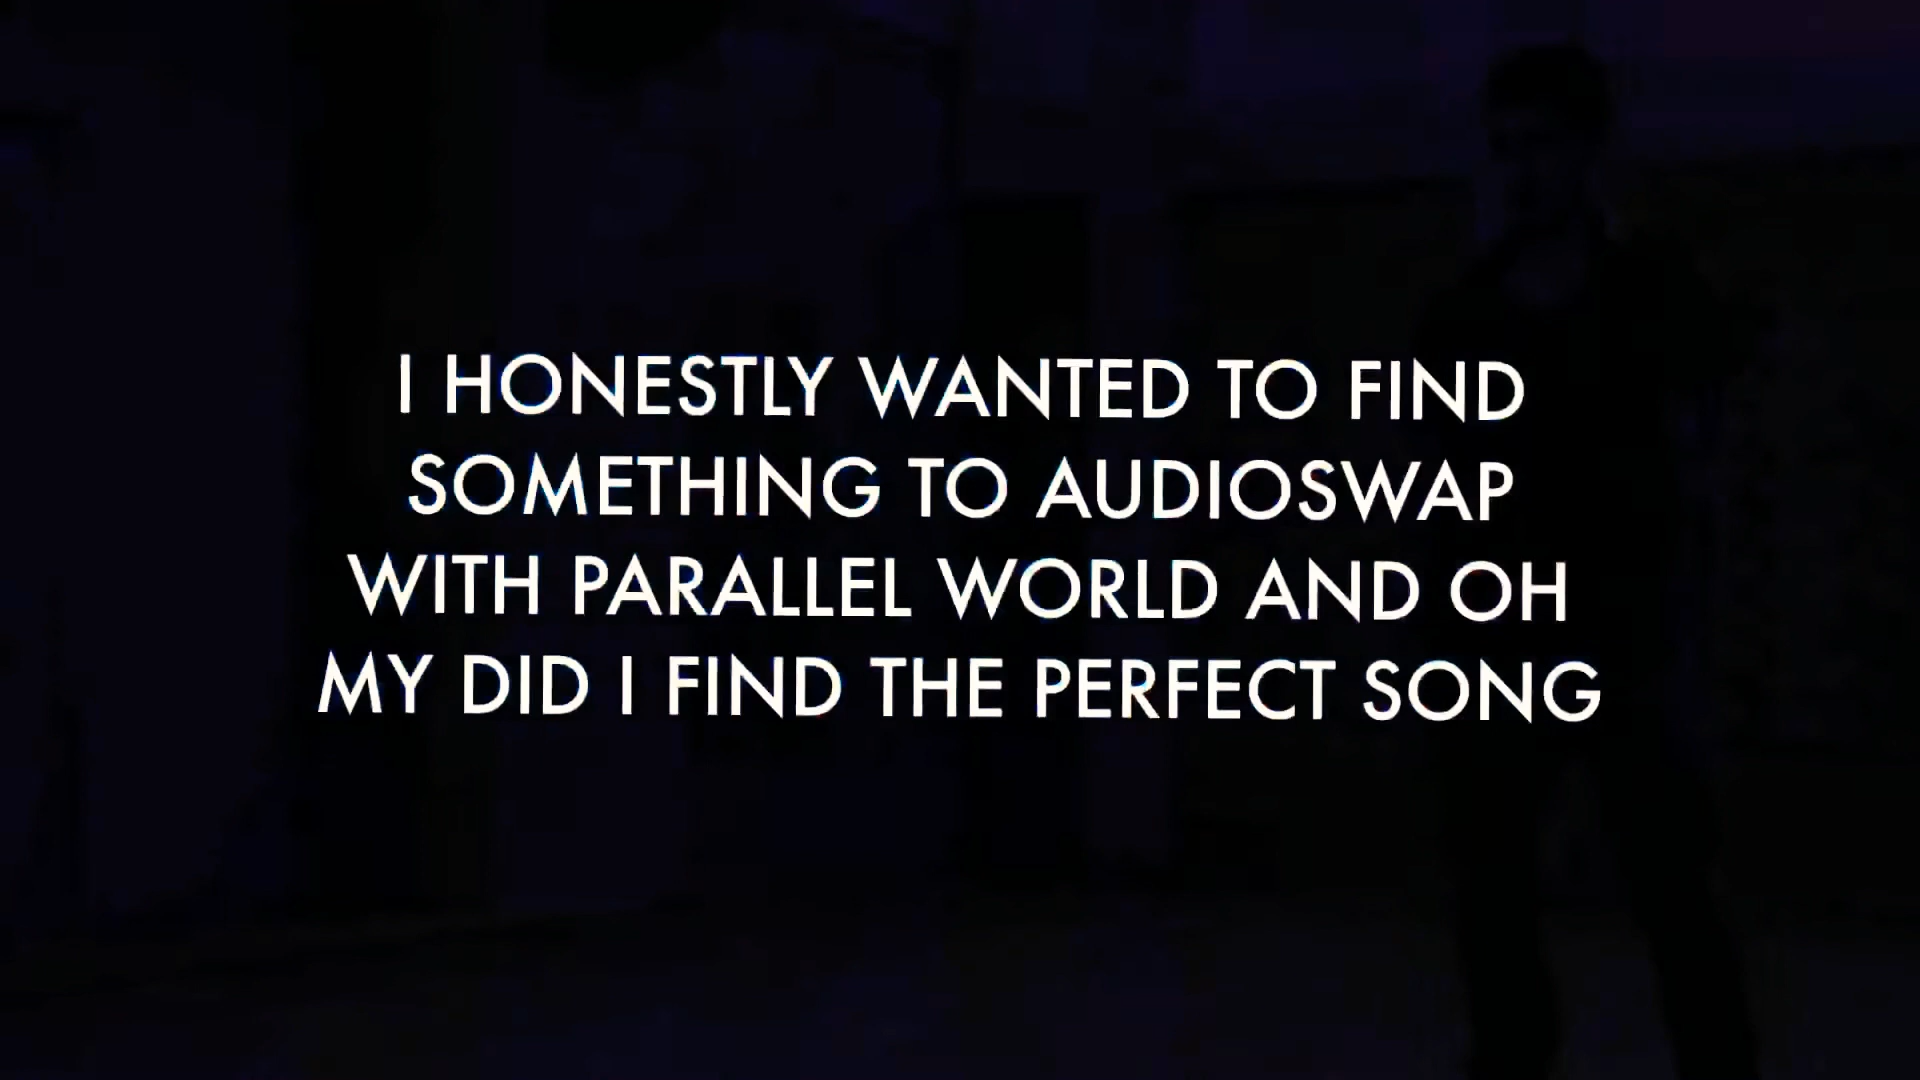 I HONESTLY WANTED TO FIND
SOMETHING TO AUDIOSWAP
WITH PARALLEL WORLD AND OH
MY DID I FIND THE PERFECT SONG